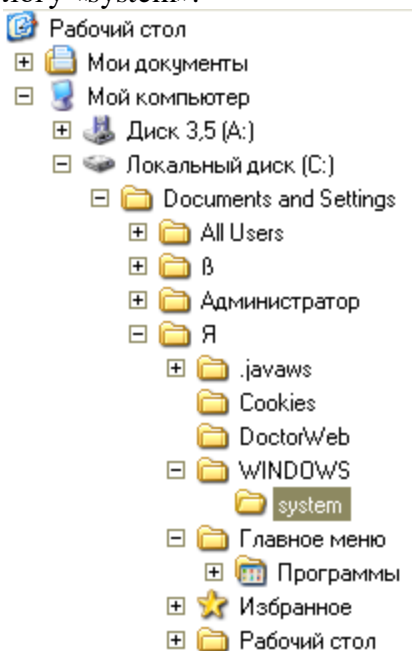 Рабочий стол
Мои документы
Мой компьютер
Диск 3,5 (A:)
Локальный диск (C:)
Documents and Settings
All Users
ß
Администратор
Я
.javaws
Cookies
DoctorWeb
WINDOWS
system
Главное меню
Программы
Избранное
Рабочий стол